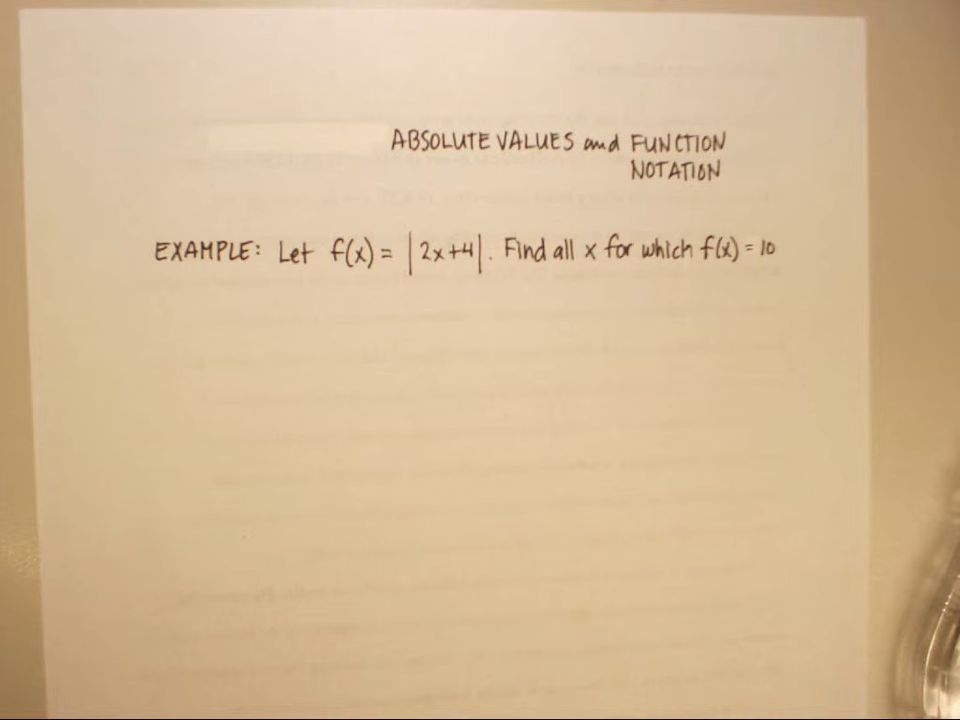 ABSOLUTE VALUES and FUNCTION
NOTATION
EXAMPLE: Let f(x) = |2x+4|. Find all x for which f(x) = 10